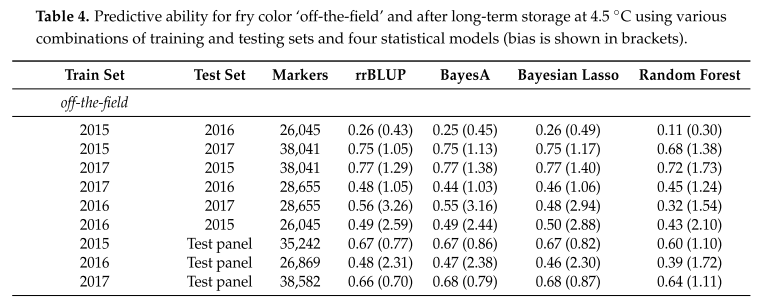 Table 4. Predictive ability for fry color ‘off-the-field’ and after long-term storage at 4.5 °C using various
combinations of training and testing sets and four statistical models (bias is shown in brackets).
Train Set Test Set Markers rrBLUP BayesA Bayesian Lasso Random Forest
off-the-field
2015 2016 26,045 0.26 (0.43) 0.25 (0.45) 0.26 (0.49) 0.11 (0.30)
2015 2017 38,041 0.75 (1.05) 0.75 (1.13) 0.75 (1.17) 0.68 (1.38)
2017 2015 38,041 0.77 (1.29) 0.77 (1.38) 0.77 (1.40) 0.72 (1.73)
2017 2016 28,655 0.48 (1.05) 0.44 (1.03) 0.46 (1.06) 0.45 (1.24)
2016 2017 28,655 0.56 (3.26) 0.55 (3.16) 0.48 (2.94) 0.32 (1.54)
2016 2015 26,045 0.49 (2.59) 0.49 (2.44) 0.50 (2.88) 0.43 (2.10)
2015 Test panel 35,242 0.67 (0.77) 0.67 (0.86) 0.67 (0.82) 0.60 (1.10)
2016 Test panel 26,869 0.48 (2.31) 0.47 (2.38) 0.46 (2.30) 0.39 (1.72)
2017 Test panel 38,582 0.66 (0.70) 0.68 (0.79) 0.68 (0.87) 0.64 (1.11)